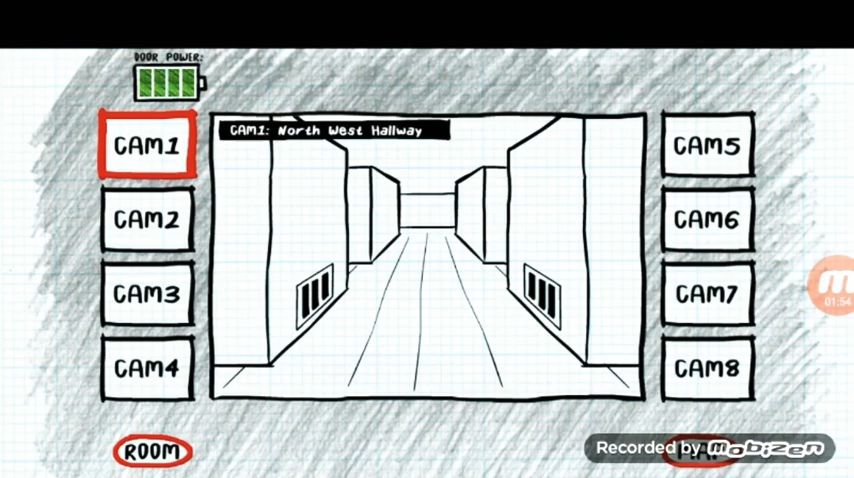 DOOR POWER:
CAM1: North West Hallway
CAM1
CAM2
CAM3
CAM4
CAM5
CAM6
CAM7
CAM8
01:54
ROOM
Recorded by mobizen